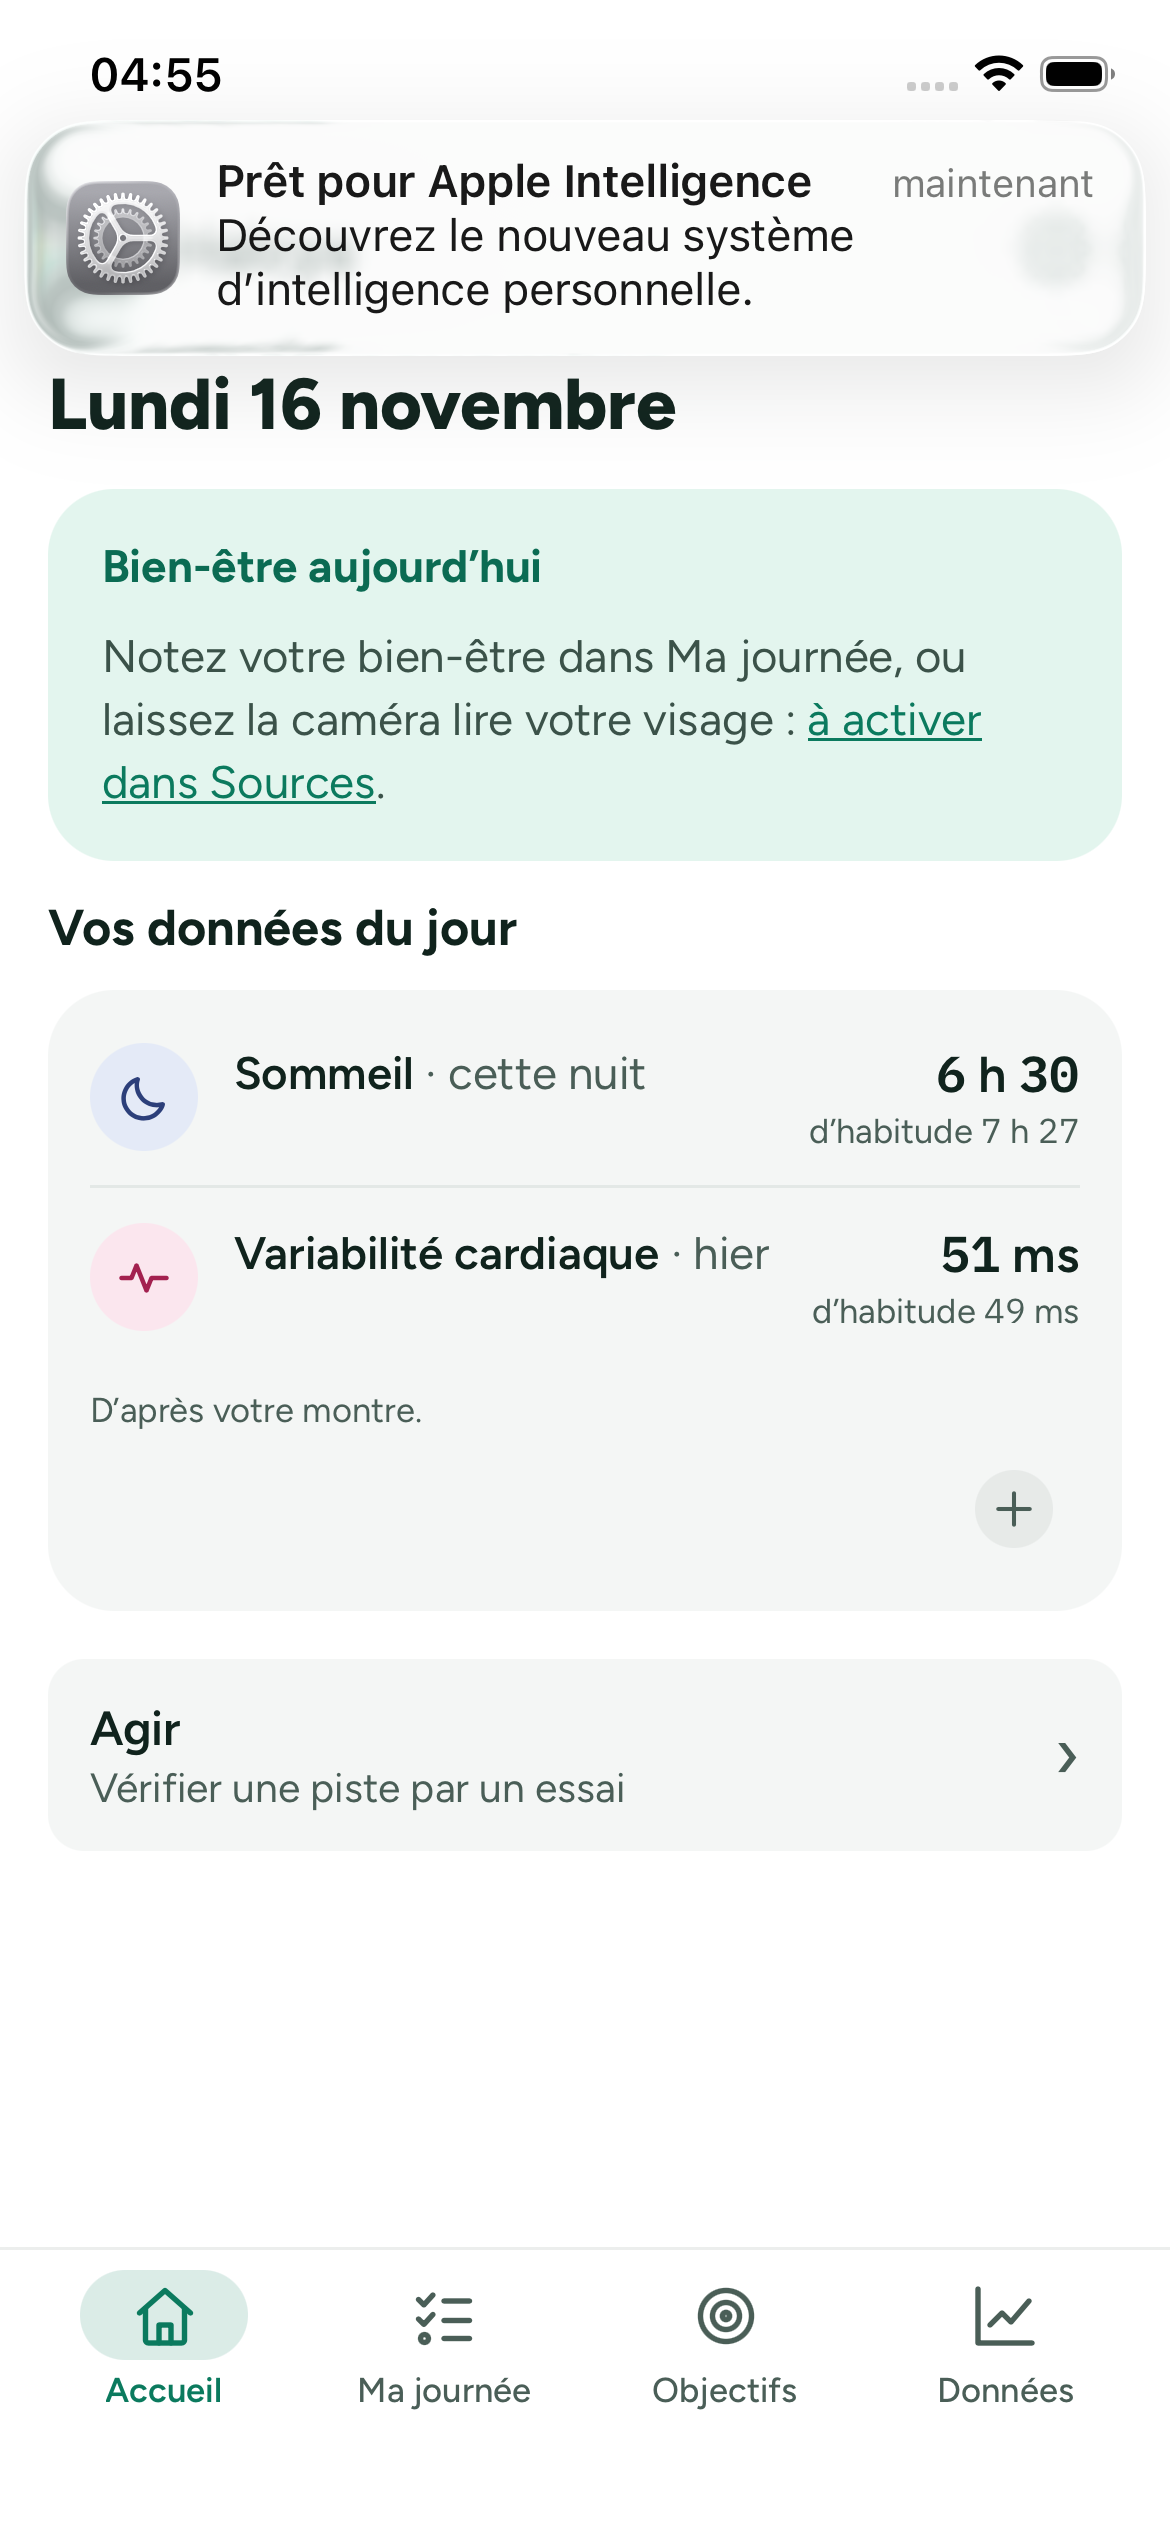 04:55
Prêt pour Apple Intelligence
maintenant
Découvrez le nouveau système
d’intelligence personnelle.
Lundi 16 novembre
Bien-être aujourd’hui
Notez votre bien-être dans Ma journée, ou
laissez la caméra lire votre visage : à activer
dans Sources.
Vos données du jour
Sommeil · cette nuit
6 h 30
d’habitude 7 h 27
Variabilité cardiaque · hier
51 ms
d’habitude 49 ms
D’après votre montre.
Agir
Vérifier une piste par un essai
Accueil
Ma journée
Objectifs
Données